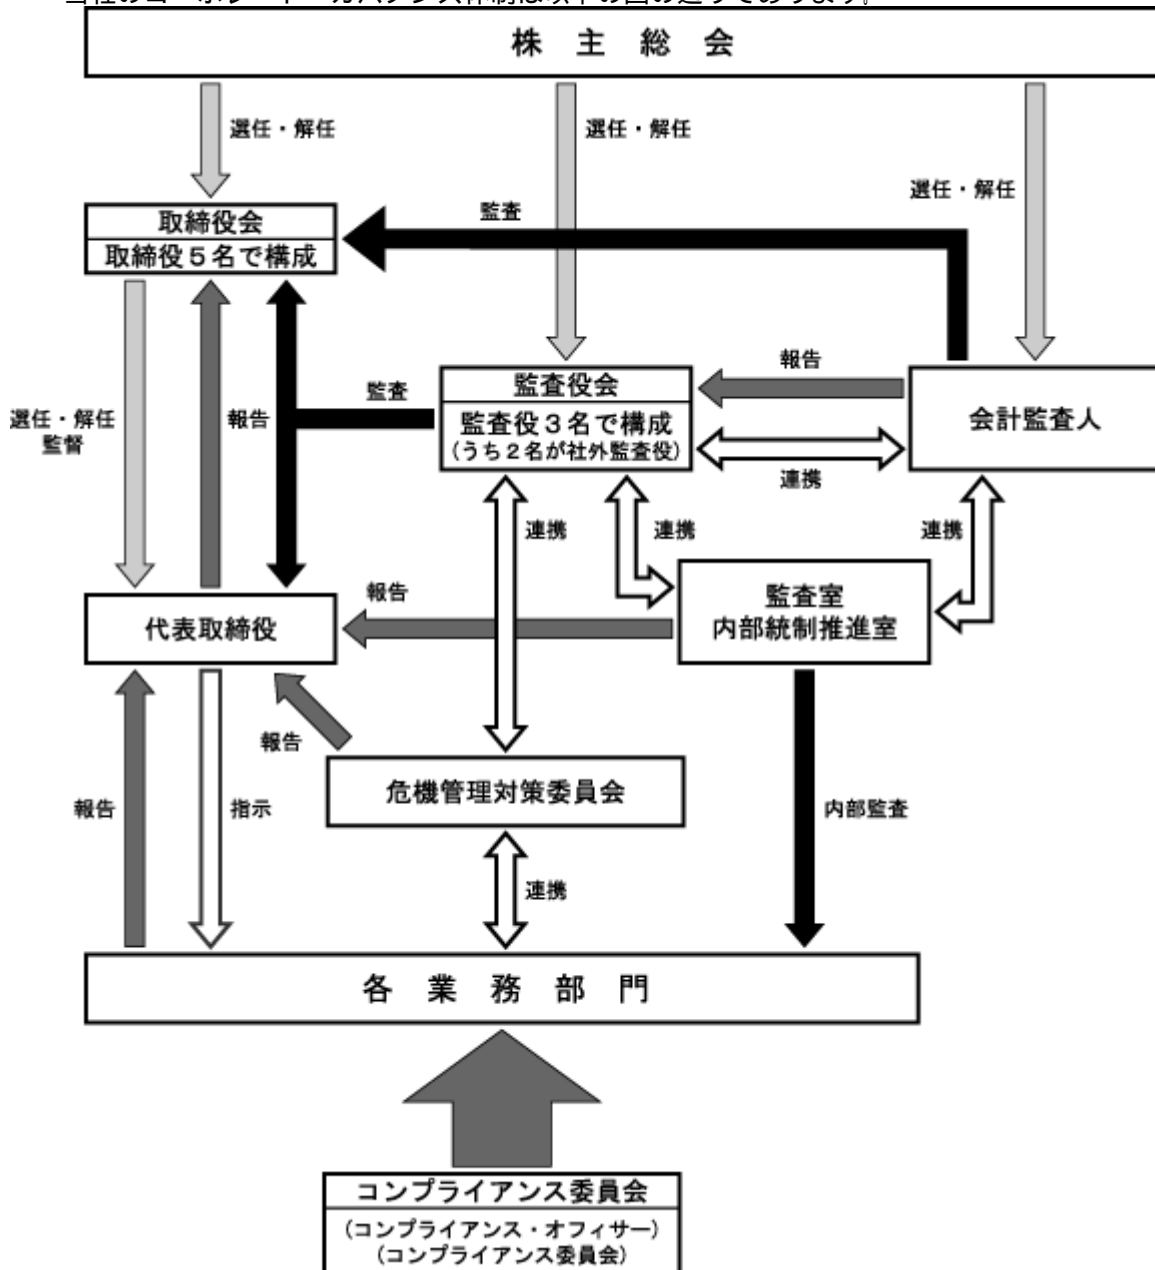 当社のコーポレート・ガバナンス体制は以下の図の通りであります。
株 主 総 会
選任・解任
選任・解任
選任・解任
監査
取締役会
取締役５名で構成
報告
監査役会
監査役３名で構成
(うち２名が社外監査役)
会計監査人
監査
選任・解任
監督
報告
連携
連携
連携
連携
監査室
内部統制推進室
報告
代表取締役
報告
危機管理対策委員会
報告
指示
内部監査
連携
各 業 務 部 門
コンプライアンス委員会
(コンプライアンス・オフィサー)
(コンプライアンス委員会)